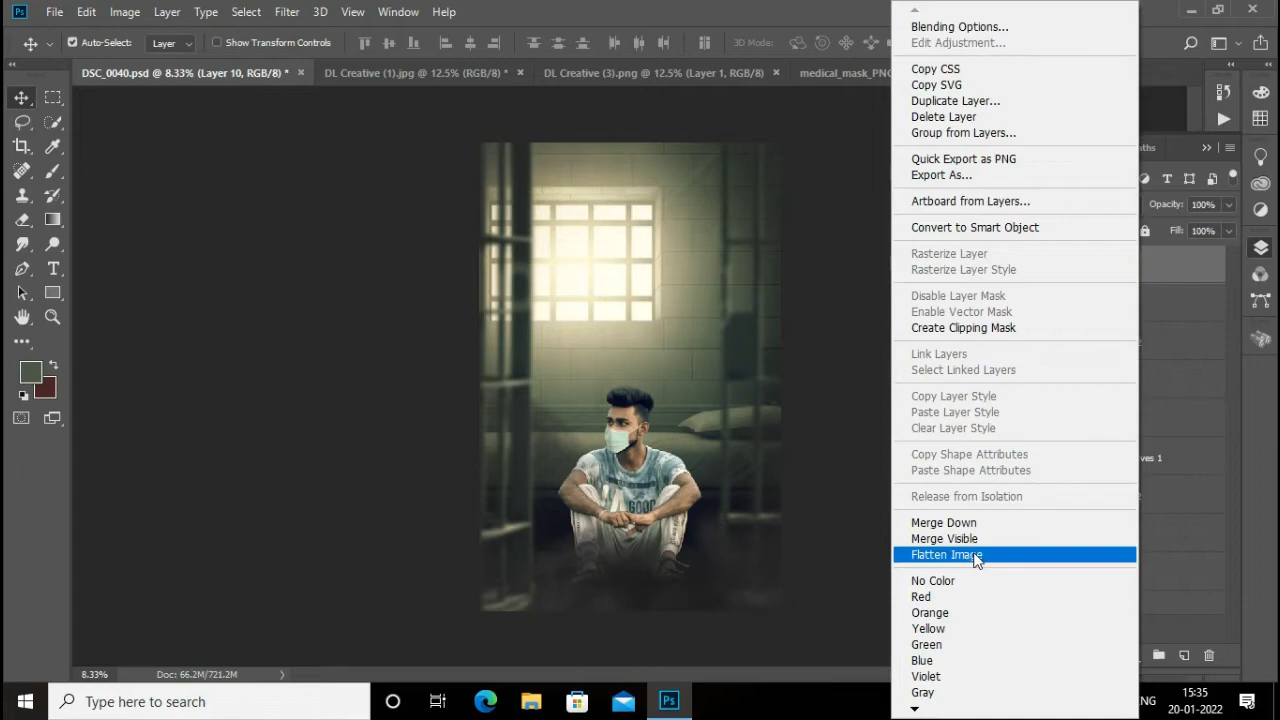 Ps File Edit Image Layer Type Select Filter 3D View Window Help
Auto-Select: Layer Show Transform Controls 3D Mode:
DSC_0040.psd @ 8.33% (Layer 10, RGB/8) * × DL Creative (1).jpg @ 12.5% (RGB/8) * × DL Creative (3).png @ 12.5% (Layer 1, RGB/8) × medical_mask_PN
Blending Options...
Edit Adjustment...
Copy CSS
Copy SVG
Duplicate Layer...
Delete Layer
Group from Layers...
Quick Export as PNG
Export As...
Artboard from Layers...
Convert to Smart Object
Rasterize Layer
Rasterize Layer Style
Disable Layer Mask
Enable Vector Mask
Create Clipping Mask
Link Layers
Select Linked Layers
Copy Layer Style
Paste Layer Style
Clear Layer Style
Copy Shape Attributes
Paste Shape Attributes
Release from Isolation
Merge Down
Merge Visible
Flatten Image
No Color
Red
Orange
Yellow
Green
Blue
Violet
Gray
ths
Opacity: 100%
Fill: 100%
ves 1
GOOD
8.33% Doc: 66.2M/721.2M
Type here to search
Ps
ENG
15:35
20-01-2022